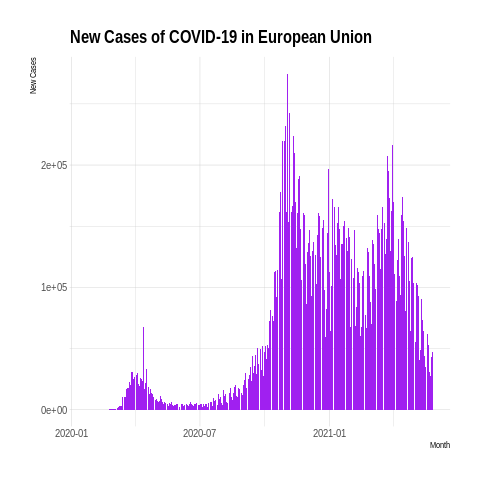 New Cases of COVID-19 in European Union
New Cases
2e+05
1e+05
0e+00
2020-01 2020-07 2021-01
Month